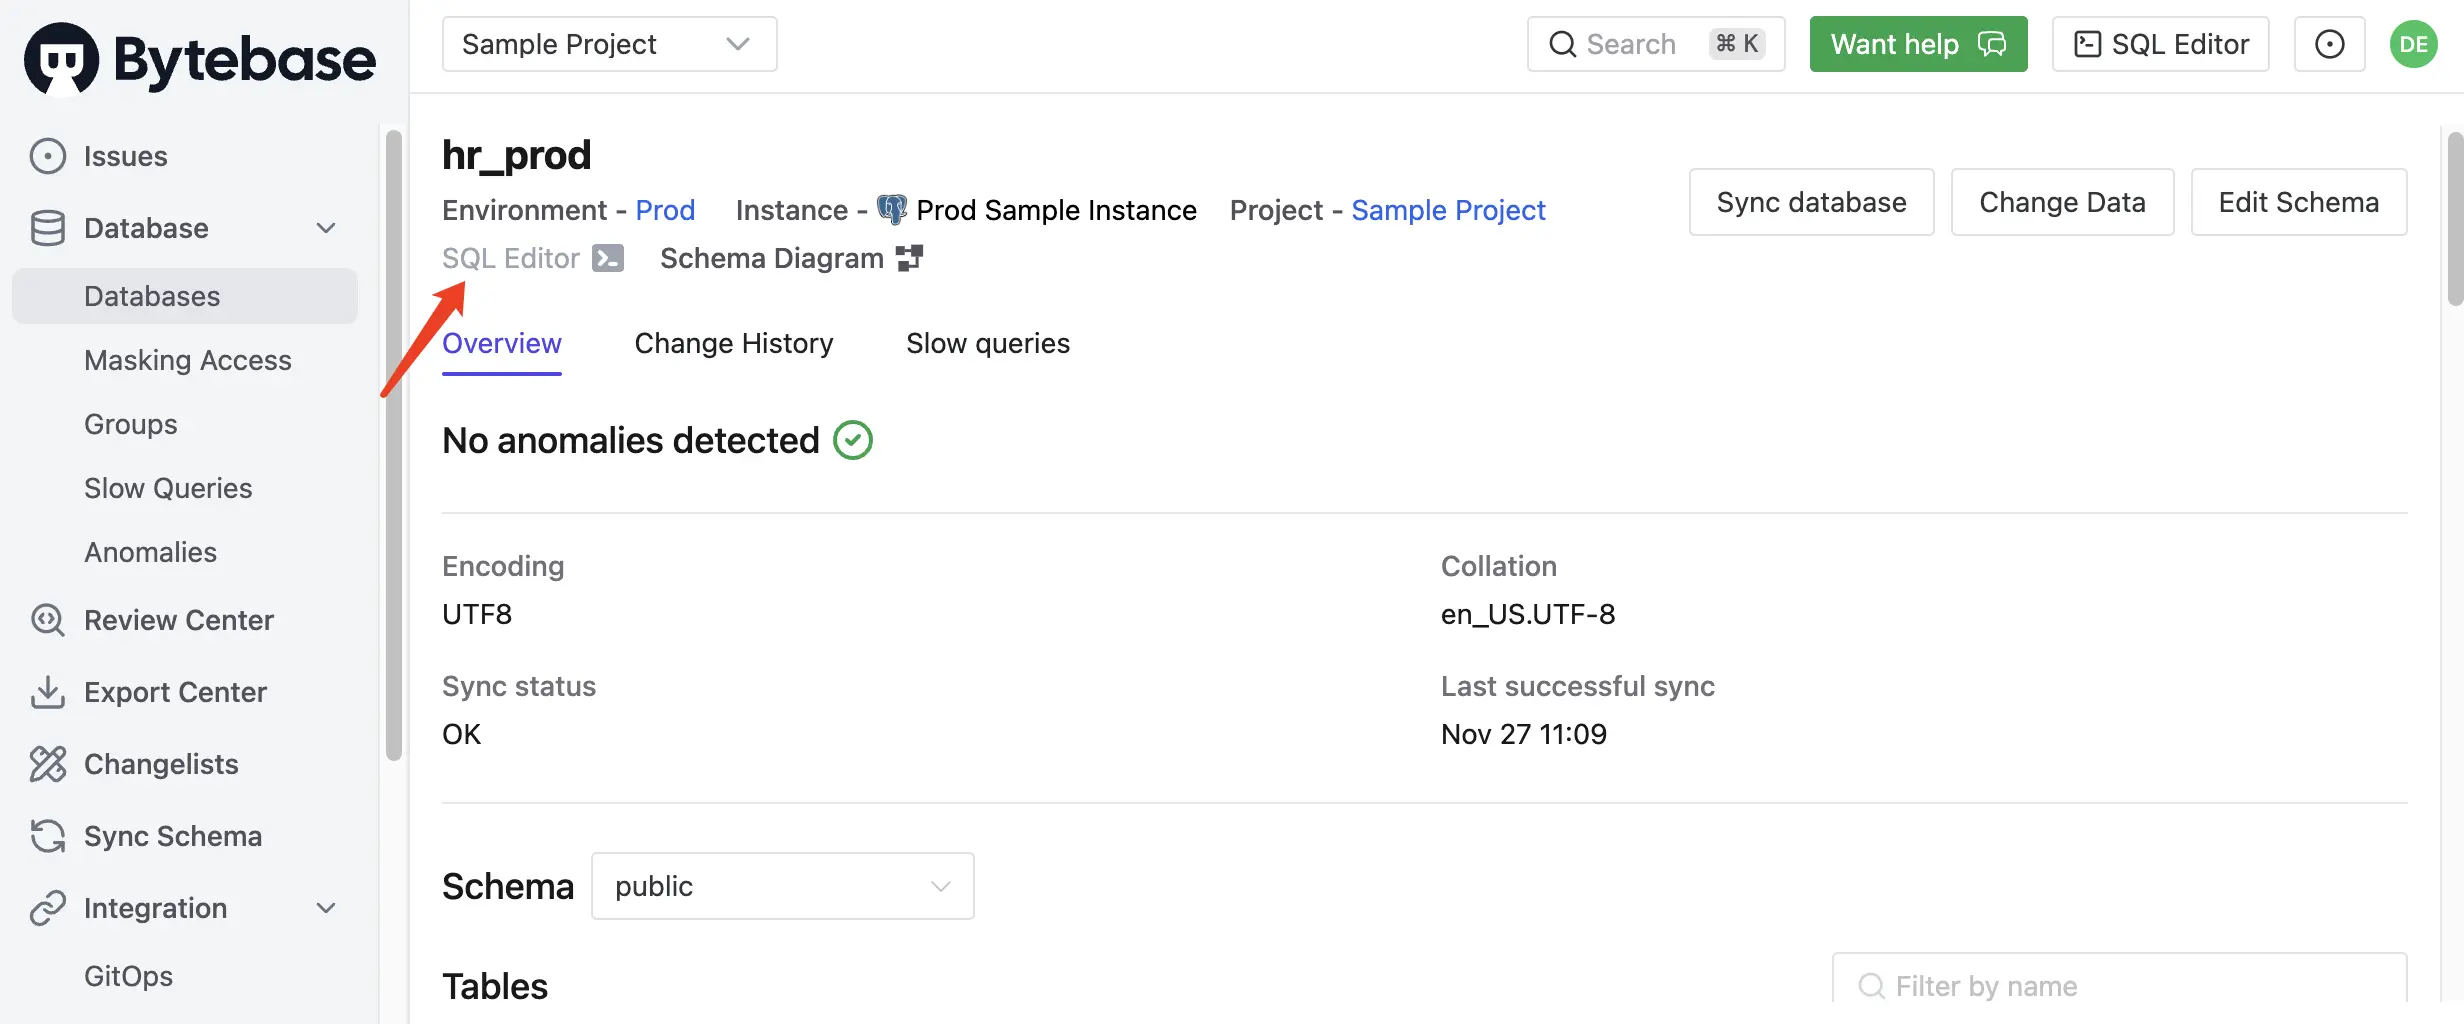 Bytebase
Sample Project
Search ⌘ K
Want help
SQL Editor
DE
Issues
Database
Databases
Masking Access
Groups
Slow Queries
Anomalies
Review Center
Export Center
Changelists
Sync Schema
Integration
GitOps
hr_prod
Environment - Prod Instance - Prod Sample Instance Project - Sample Project
SQL Editor Schema Diagram
Sync database Change Data Edit Schema
Overview Change History Slow queries
No anomalies detected
Encoding Collation
UTF8 en_US.UTF-8
Sync status Last successful sync
OK Nov 27 11:09
Schema public
Tables Filter by name